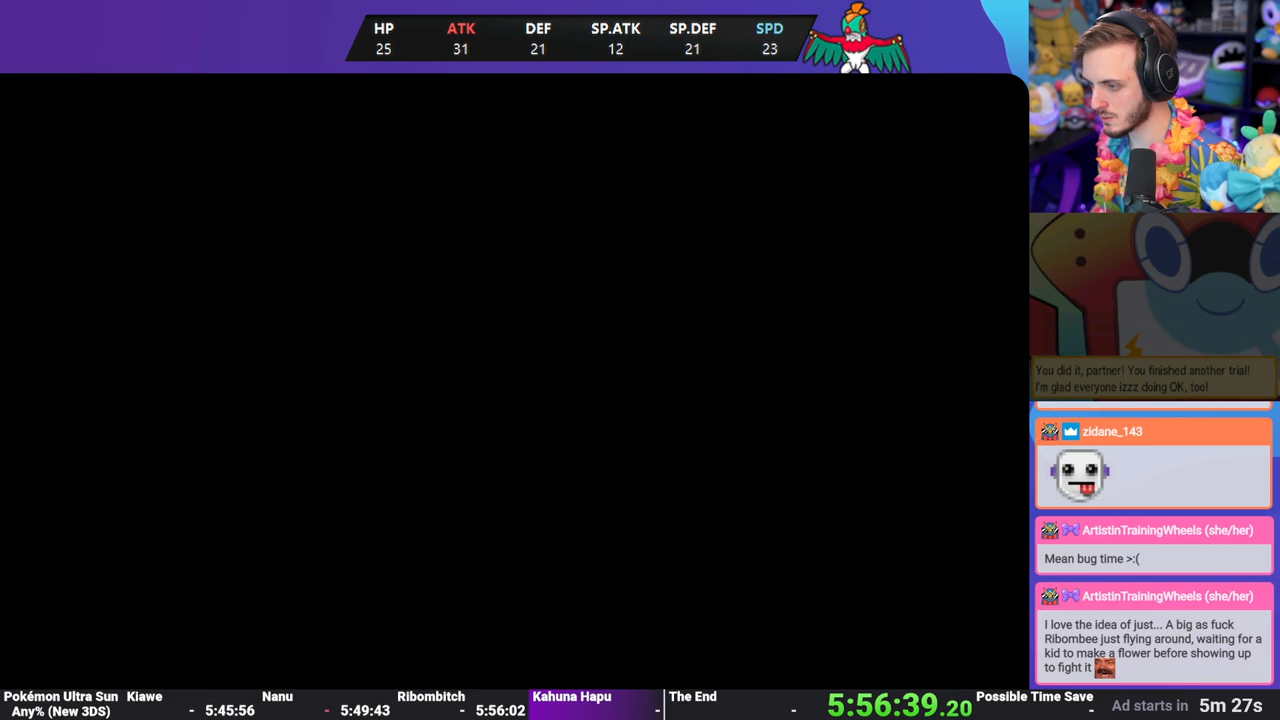 HP ATK DEF SP.ATK SP.DEF SPD
25 31 21 12 21 23
You did it, partner! You finished another trial!
I'm glad everyone izzz doing OK, too!
zidane_143
ArtistinTrainingWheels (she/her)
Mean bug time >:(
ArtistinTrainingWheels (she/her)
I love the idea of just... A big as fuck
Ribombee just flying around, waiting for a
kid to make a flower before showing up
to fight it
Pokémon Ultra Sun
Any% (New 3DS)
Kiawe
- 5:45:56
Nanu
- 5:49:43
Ribombitch
- 5:56:02
Kahuna Hapu
-
The End
-
5:56:39.20
Possible Time Save
-
Ad starts in 5m 27s